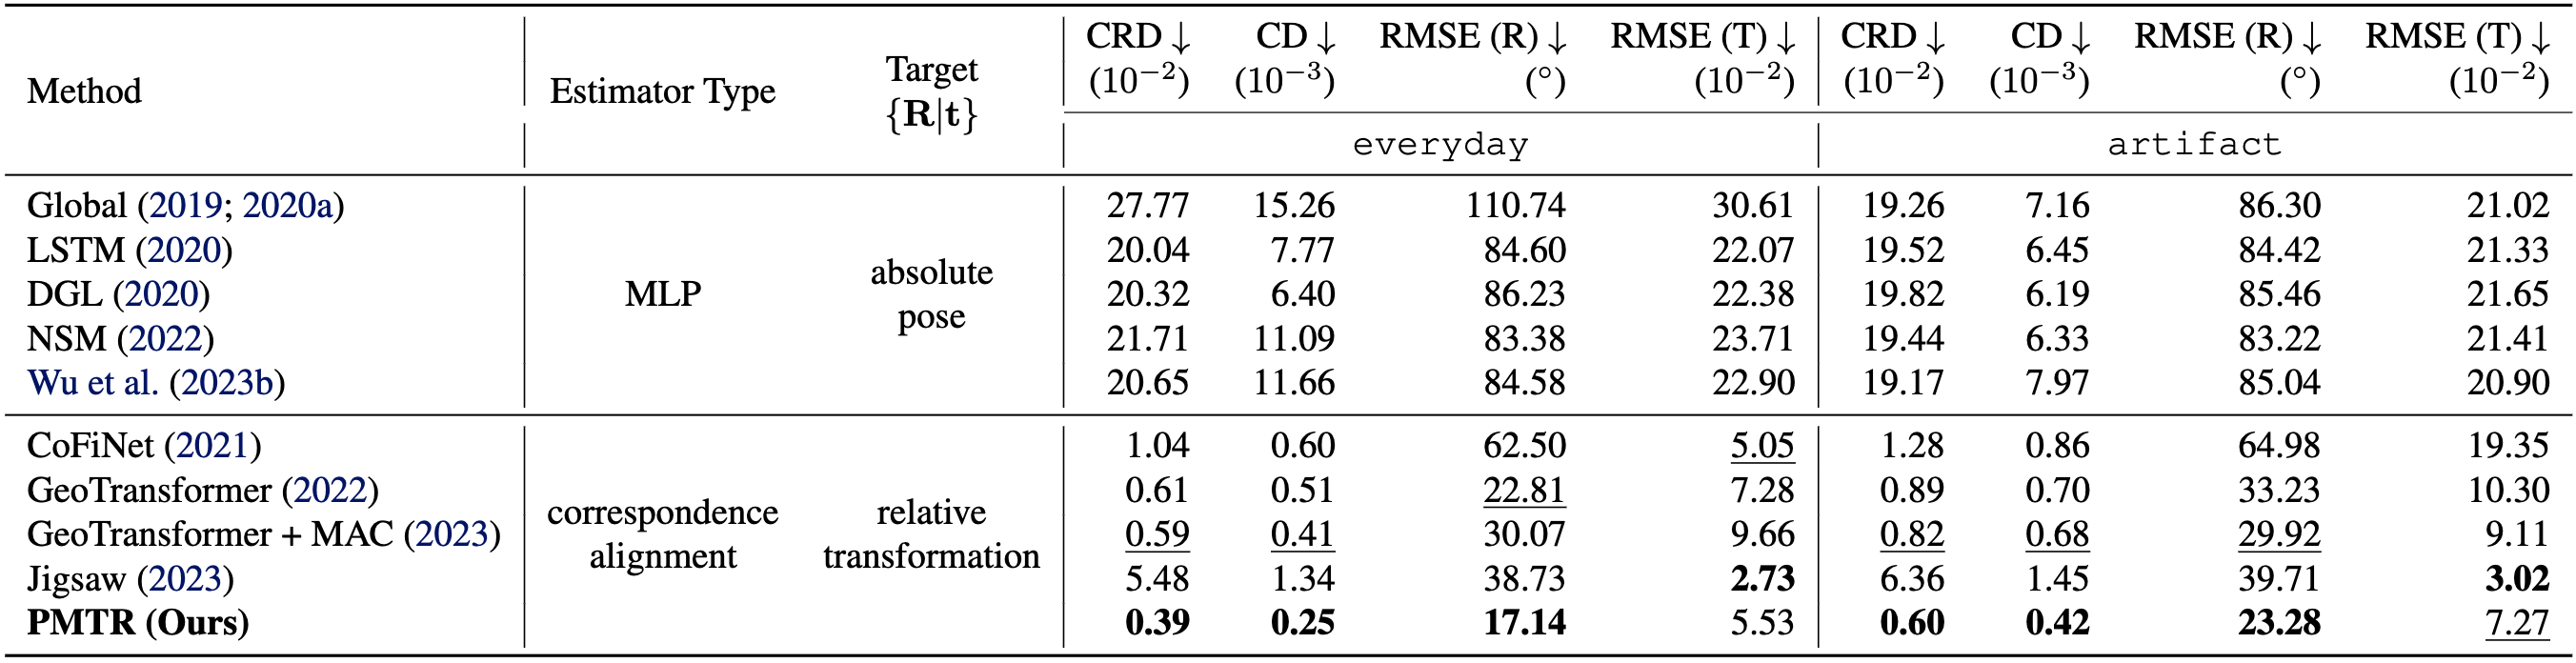 Method Estimator Type Target {R|t} CRD ↓ (10⁻²) CD ↓ (10⁻³) RMSE (R) ↓ (°) RMSE (T) ↓ (10⁻²) CRD ↓ (10⁻²) CD ↓ (10⁻³) RMSE (R) ↓ (°) RMSE (T) ↓ (10⁻²)
everyday artifact
Global (2019; 2020a) 27.77 15.26 110.74 30.61 19.26 7.16 86.30 21.02
LSTM (2020) 20.04 7.77 84.60 22.07 19.52 6.45 84.42 21.33
DGL (2020) MLP absolute pose 20.32 6.40 86.23 22.38 19.82 6.19 85.46 21.65
NSM (2022) 21.71 11.09 83.38 23.71 19.44 6.33 83.22 21.41
Wu et al. (2023b) 20.65 11.66 84.58 22.90 19.17 7.97 85.04 20.90
CoFiNet (2021) 1.04 0.60 62.50 5.05 1.28 0.86 64.98 19.35
GeoTransformer (2022) 0.61 0.51 22.81 7.28 0.89 0.70 33.23 10.30
GeoTransformer + MAC (2023) correspondence alignment relative transformation 0.59 0.41 30.07 9.66 0.82 0.68 29.92 9.11
Jigsaw (2023) 5.48 1.34 38.73 2.73 6.36 1.45 39.71 3.02
PMTR (Ours) 0.39 0.25 17.14 5.53 0.60 0.42 23.28 7.27